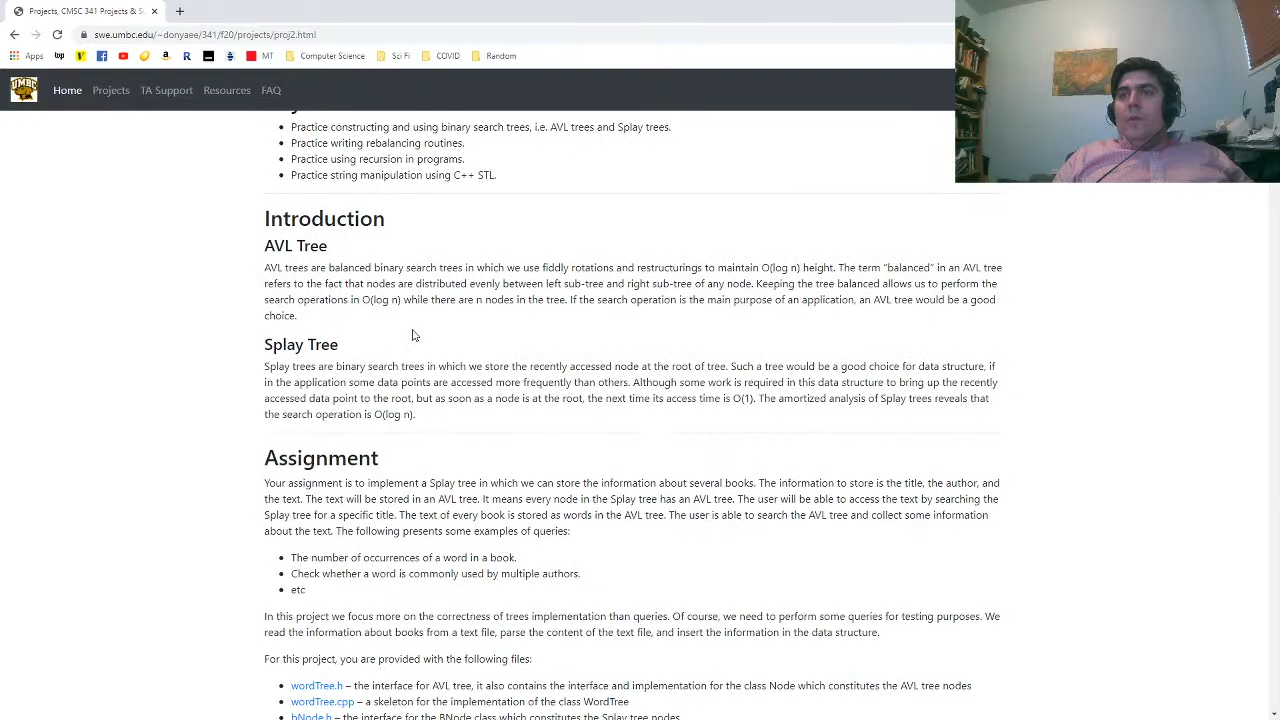 Projects, CMSC 341 Projects & Su
swe.umbc.edu/~donyaee/341/f20/projects/proj2.html
Apps
top
MT
Computer Science
Sci Fi
COVID
Random
UMBC
Home
Projects
TA Support
Resources
FAQ
• Practice constructing and using binary search trees, i.e. AVL trees and Splay trees.
• Practice writing rebalancing routines.
• Practice using recursion in programs.
• Practice string manipulation using C++ STL.
Introduction
AVL Tree
AVL trees are balanced binary search trees in which we use fiddly rotations and restructurings to maintain O(log n) height. The term “balanced” in an AVL tree
refers to the fact that nodes are distributed evenly between left sub-tree and right sub-tree of any node. Keeping the tree balanced allows us to perform the
search operations in O(log n) while there are n nodes in the tree. If the search operation is the main purpose of an application, an AVL tree would be a good
choice.
Splay Tree
Splay trees are binary search trees in which we store the recently accessed node at the root of tree. Such a tree would be a good choice for data structure, if
in the application some data points are accessed more frequently than others. Although some work is required in this data structure to bring up the recently
accessed data point to the root, but as soon as a node is at the root, the next time its access time is O(1). The amortized analysis of Splay trees reveals that
the search operation is O(log n).
Assignment
Your assignment is to implement a Splay tree in which we can store the information about several books. The information to store is the title, the author, and
the text. The text will be stored in an AVL tree. It means every node in the Splay tree has an AVL tree. The user will be able to access the text by searching the
Splay tree for a specific title. The text of every book is stored as words in the AVL tree. The user is able to search the AVL tree and collect some information
about the text. The following presents some examples of queries:
• The number of occurrences of a word in a book.
• Check whether a word is commonly used by multiple authors.
• etc
In this project we focus more on the correctness of trees implementation than queries. Of course, we need to perform some queries for testing purposes. We
read the information about books from a text file, parse the content of the text file, and insert the information in the data structure.
For this project, you are provided with the following files:
• wordTree.h – the interface for AVL tree, it also contains the interface and implementation for the class Node which constitutes the AVL tree nodes
• wordTree.cpp – a skeleton for the implementation of the class WordTree
• bNode.h – the interface for the BNode class which constitutes the Splay tree nodes